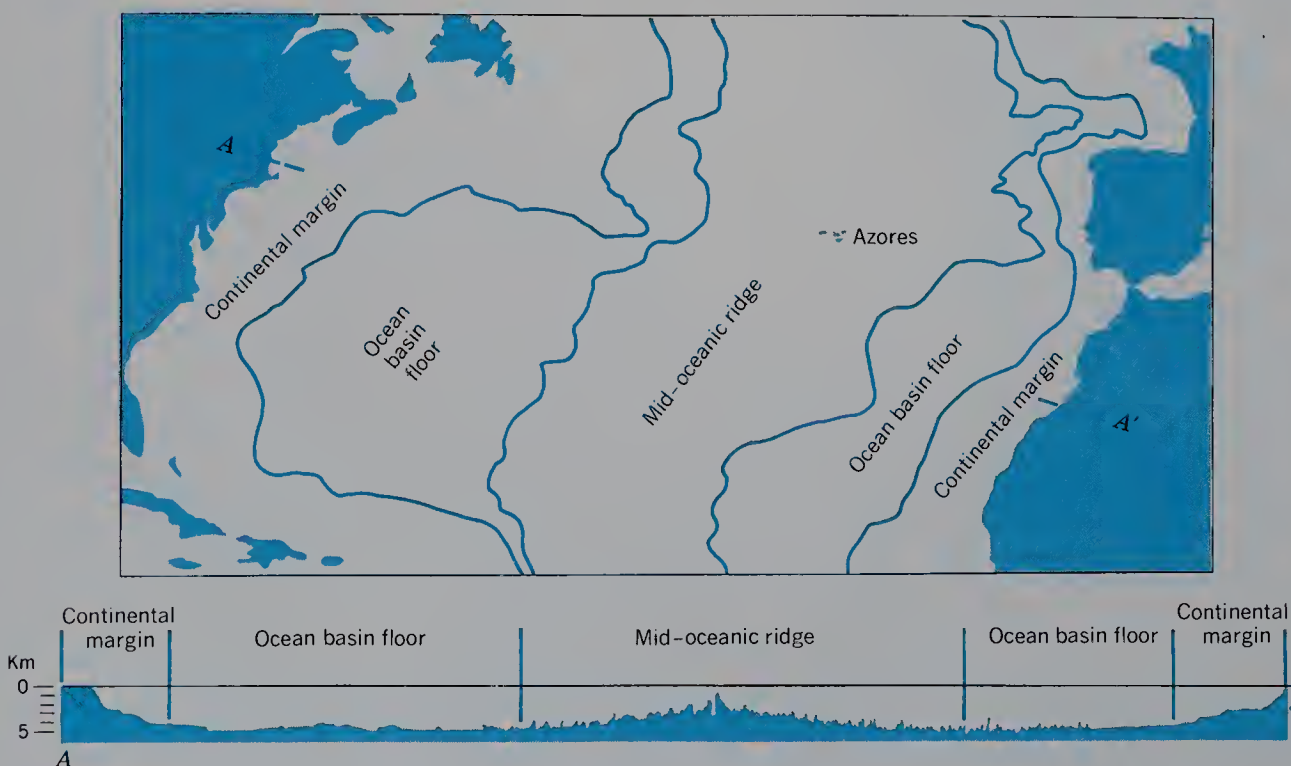 A
Continental margin
Azores
Ocean
basin
floor
Mid-oceanic ridge
Ocean basin floor
Continental margin
A'
Continental
margin
Ocean basin floor
Mid-oceanic ridge
Ocean basin floor
Continental
margin
Km
0
5
A